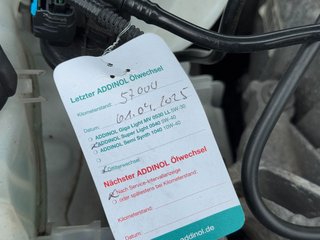 Letzter ADDINOL Ölwechsel
Kilometerstand: 57000
Datum: 01.04.2025
ADDINOL Giga Light MV 0530 LL 5W-30
ADDINOL Super Light 0540 5W-40
ADDINOL Semi Synth 1040 10W-40
Ölfilterwechsel
Nächster ADDINOL Ölwechsel
Nach Service-Intervallanzeige
oder spätestens bei Kilometerstand:
Kilometerstand:
Datum:
addinol.de